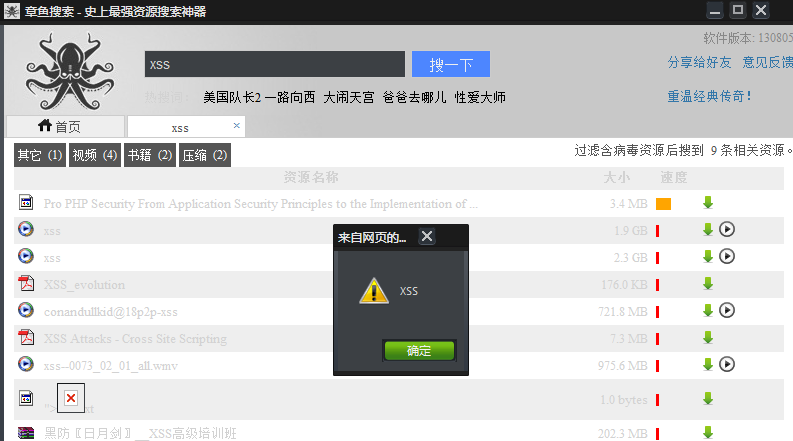 章鱼搜索 - 史上最强资源搜索神器
软件版本: 130805
xss
搜一下
分享给好友 意见反馈
热搜词: 美国队长2 一路向西 大闹天宫 爸爸去哪儿 性爱大师
重温经典传奇!
首页
xss
其它 (1) 视频 (4) 书籍 (2) 压缩 (2)
过滤含病毒资源后搜到 9 条相关资源。
资源名称 大小 速度
Pro PHP Security From Application Security Principles to the Implementation of ... 3.4 MB
xss 1.9 GB
xss 2.3 GB
XSS_evolution 176.0 KB
conandullkid@18p2p-xss 721.8 MB
XSS Attacks - Cross Site Scripting 7.3 MB
xss--0073_02_01_all.wmv 975.6 MB
">
xt
1.0 bytes
黑防〖日月剑〗__XSS高级培训班 202.3 MB
来自网页的...
XSS
确定